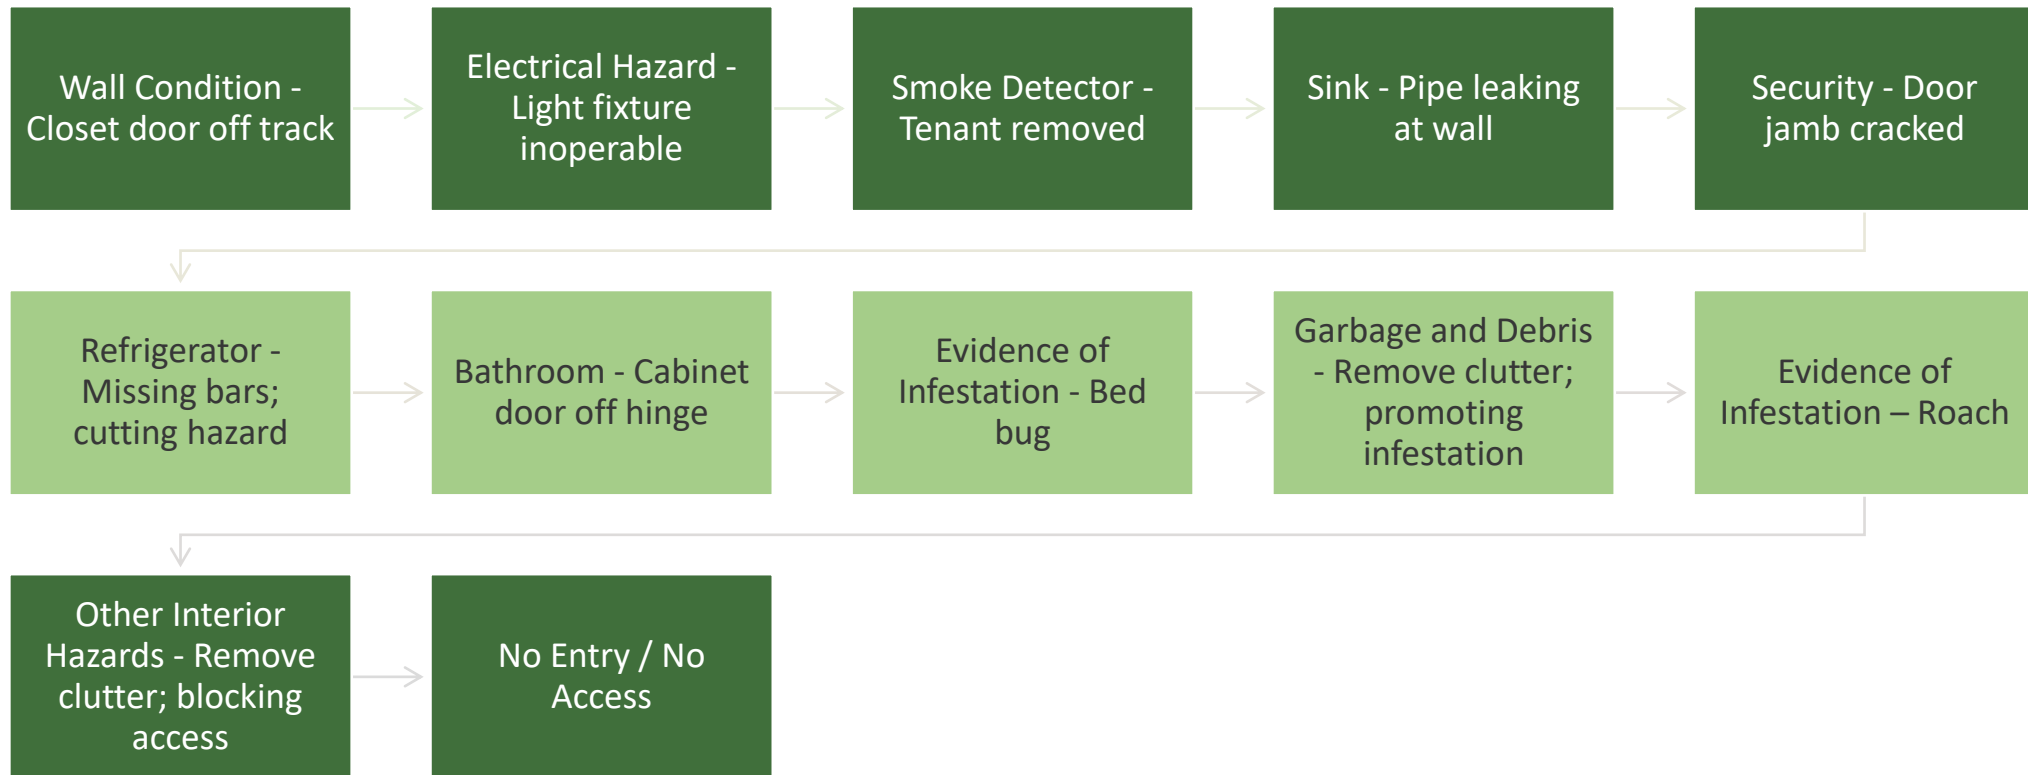 Wall Condition -
Closet door off track
Electrical Hazard -
Light fixture
inoperable
Smoke Detector -
Tenant removed
Sink - Pipe leaking
at wall
Security - Door
jamb cracked
Refrigerator -
Missing bars;
cutting hazard
Bathroom - Cabinet
door off hinge
Evidence of
Infestation - Bed
bug
Garbage and Debris
- Remove clutter;
promoting
infestation
Evidence of
Infestation – Roach
Other Interior
Hazards - Remove
clutter; blocking
access
No Entry / No
Access